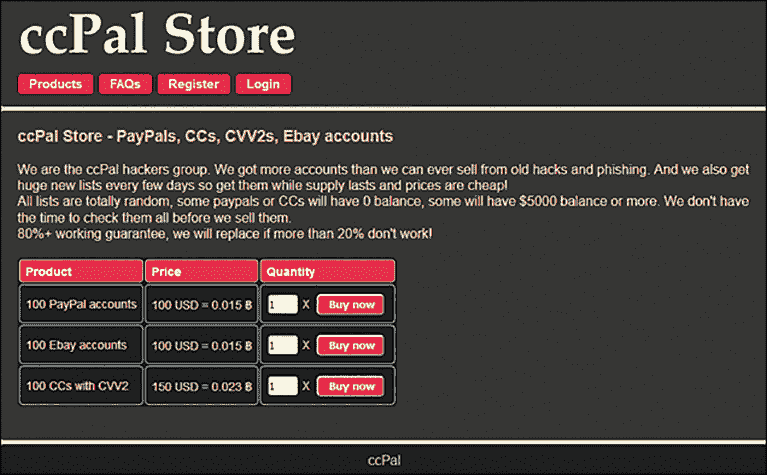 ccPal Store
Products FAQs Register Login
ccPal Store - PayPals, CCs, CVV2s, Ebay accounts
We are the ccPal hackers group. We got more accounts than we can ever sell from old hacks and phishing. And we also get
huge new lists every few days so get them while supply lasts and prices are cheap!
All lists are totally random, some paypals or CCs will have 0 balance, some will have $5000 balance or more. We don't have
the time to check them all before we sell them.
80%+ working guarantee, we will replace if more than 20% don't work!
Product Price Quantity
100 PayPal accounts 100 USD = 0.015 ฿ 1 X Buy now
100 Ebay accounts 100 USD = 0.015 ฿ 1 X Buy now
100 CCs with CVV2 150 USD = 0.023 ฿ 1 X Buy now
ccPal